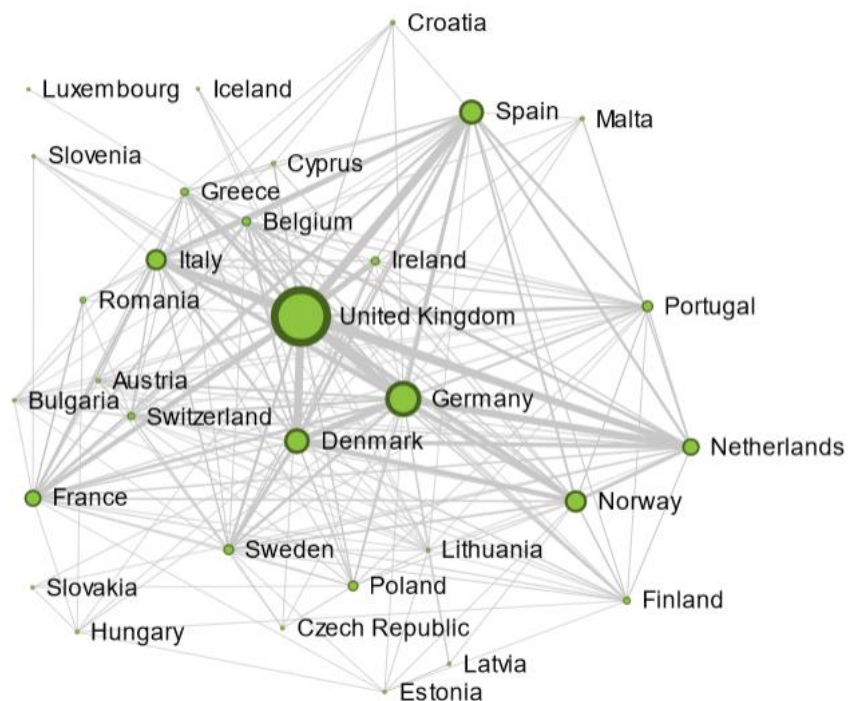 Croatia
Luxembourg
Iceland
Spain
Malta
Slovenia
Cyprus
Greece
Belgium
Italy
Ireland
Romania
Portugal
United Kingdom
Austria
Bulgaria
Germany
Switzerland
Denmark
Netherlands
France
Norway
Sweden
Lithuania
Slovakia
Poland
Finland
Hungary
Czech Republic
Latvia
Estonia